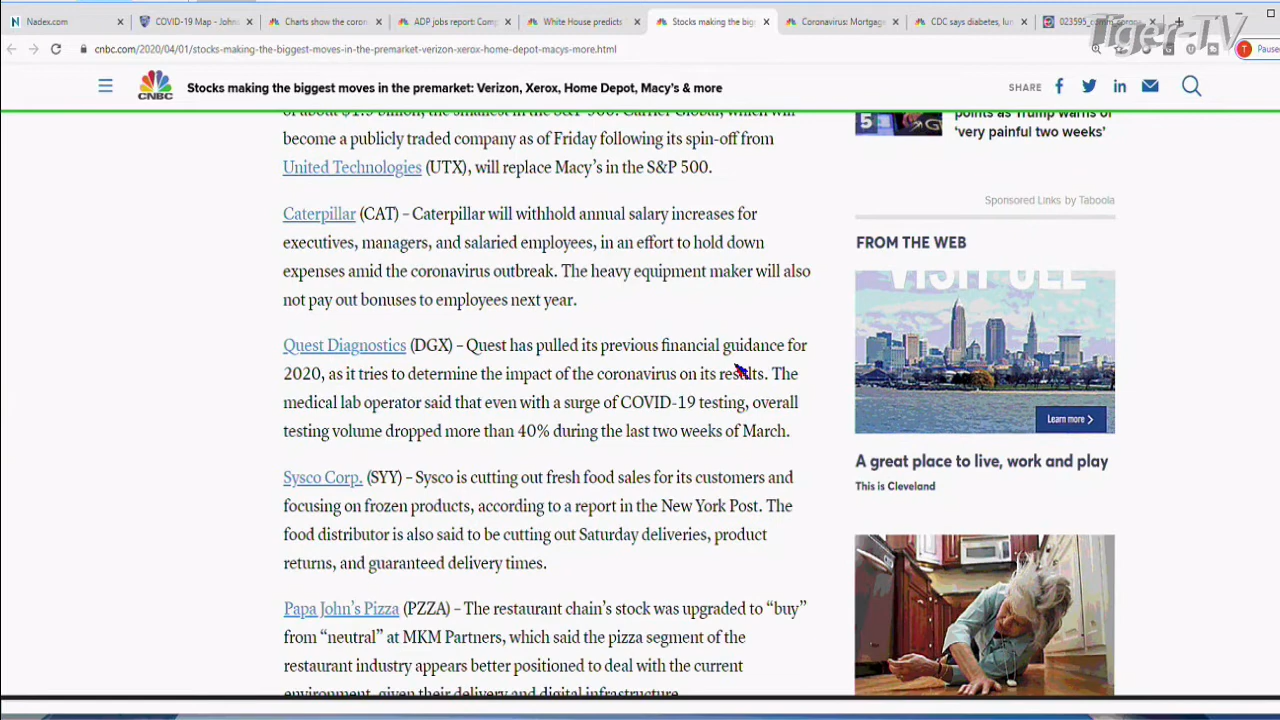 Nadex.com
COVID-19 Map - Johns
Charts show the coron
ADP jobs report: Comp
White House predicts
Stocks making the big
Coronavirus: Mortgag
CDC says diabetes, lun
Tiger-TV
cnbc.com/2020/04/01/stocks-making-the-biggest-moves-in-the-premarket-verizon-xerox-home-depot-macys-more.html
T Pause
CNBC
Stocks making the biggest moves in the premarket: Verizon, Xerox, Home Depot, Macy's & more
SHARE
become a publicly traded company as of Friday following its spin-off from
United Technologies (UTX), will replace Macy's in the S&P 500.
Caterpillar (CAT) – Caterpillar will withhold annual salary increases for
executives, managers, and salaried employees, in an effort to hold down
expenses amid the coronavirus outbreak. The heavy equipment maker will also
not pay out bonuses to employees next year.
Quest Diagnostics (DGX) – Quest has pulled its previous financial guidance for
2020, as it tries to determine the impact of the coronavirus on its results. The
medical lab operator said that even with a surge of COVID-19 testing, overall
testing volume dropped more than 40% during the last two weeks of March.
Sysco Corp. (SYY) – Sysco is cutting out fresh food sales for its customers and
focusing on frozen products, according to a report in the New York Post. The
food distributor is also said to be cutting out Saturday deliveries, product
returns, and guaranteed delivery times.
Papa John's Pizza (PZZA) – The restaurant chain's stock was upgraded to "buy"
from "neutral" at MKM Partners, which said the pizza segment of the
restaurant industry appears better positioned to deal with the current
environment, given their delivery and digital infrastructure.
5
points as Trump warns of
'very painful two weeks'
Sponsored Links by Taboola
FROM THE WEB
Learn more
A great place to live, work and play
This is Cleveland